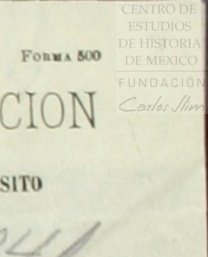 CENTRO DE
ESTUDIOS
DE HISTORIA
DE MEXICO
FUNDACIÓN
Carlos Slim
FORMA 500
CION
SITO